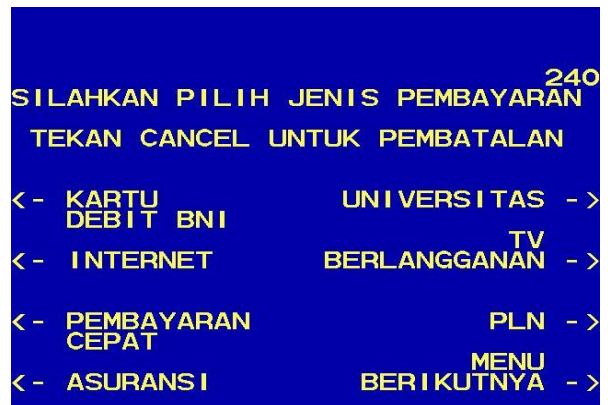 240
SILAHKAN PILIH JENIS PEMBAYARAN
TEKAN CANCEL UNTUK PEMBATALAN
<- KARTU DEBIT BNI
UNIVERSITAS ->
<- INTERNET
TV BERLANGGANAN ->
<- PEMBAYARAN CEPAT
PLN ->
<- ASURANSI
MENU BERIKUTNYA ->